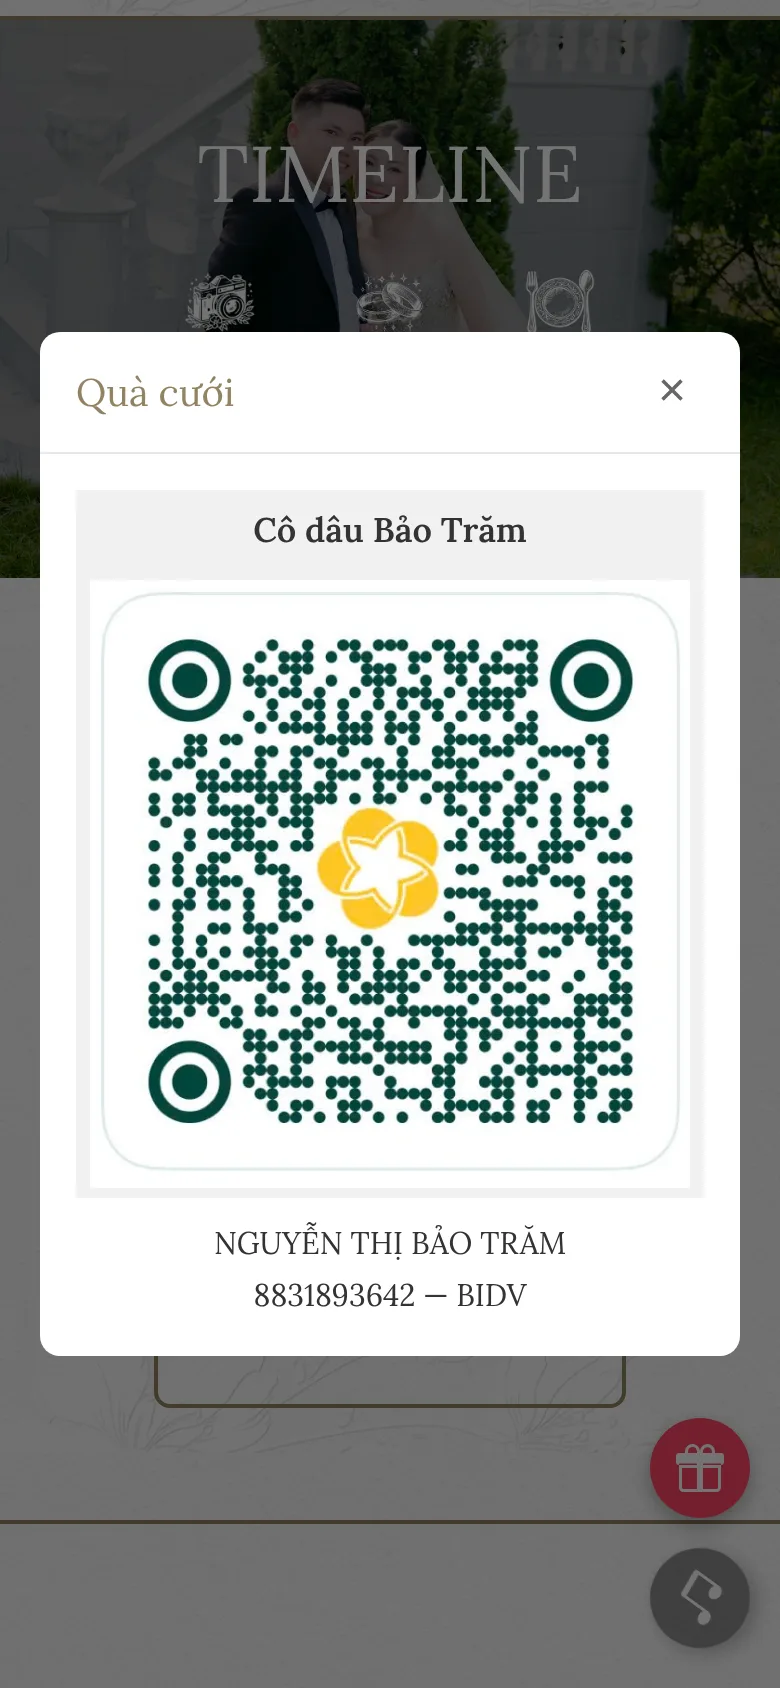 TIMELINE
Quà cưới
Cô dâu Bảo Trăm
NGUYỄN THỊ BẢO TRĂM
8831893642 — BIDV